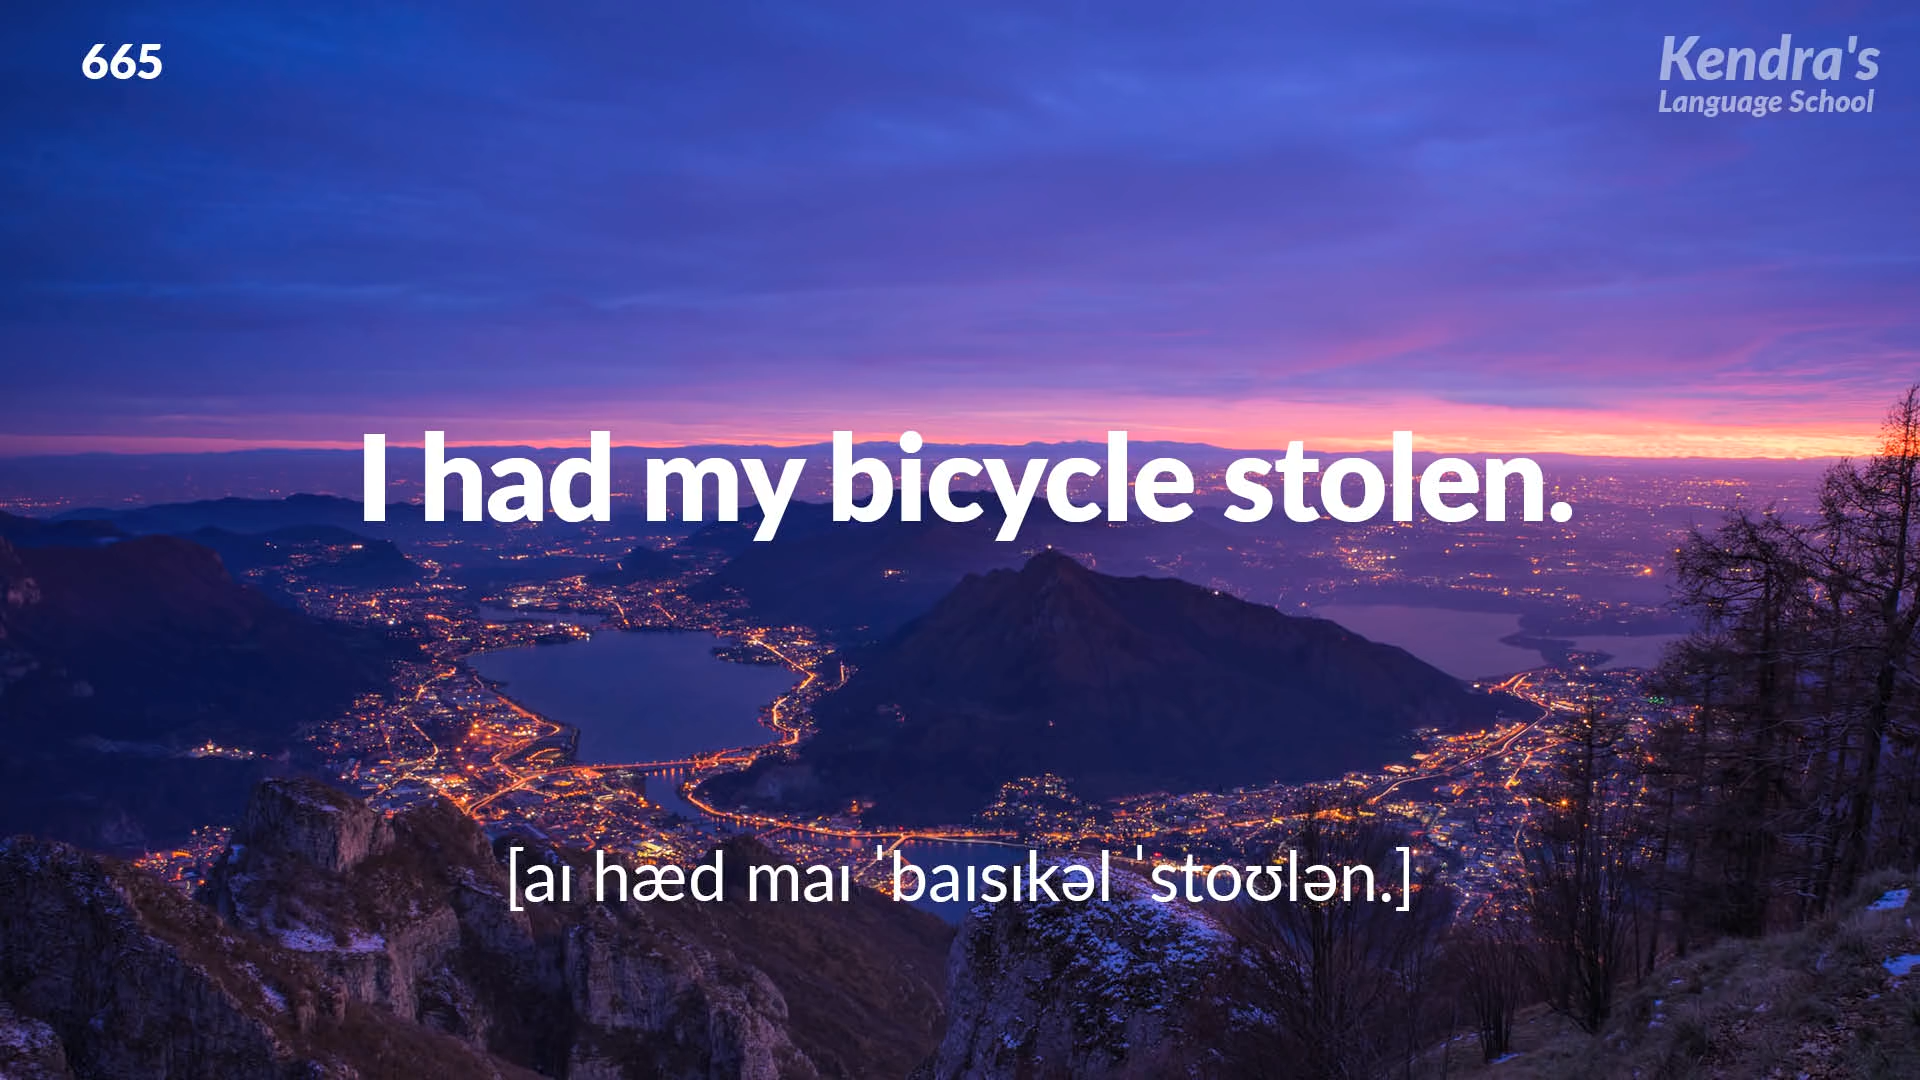 665
Kendra's
Language School
I had my bicycle stolen.
[aɪ hæd maɪ ˈbaɪsɪkəl ˈstoʊlən.]